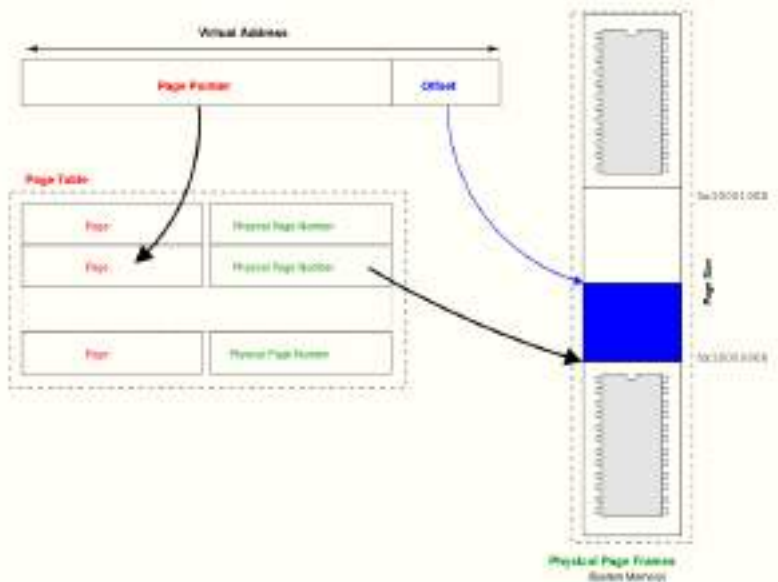 Virtual Address
Page Pointer
Offset
Page Table
Page
Physical Page Number
Page
Physical Page Number
Page
Physical Page Number
Page Size
Physical Page Frames
(System Memory)